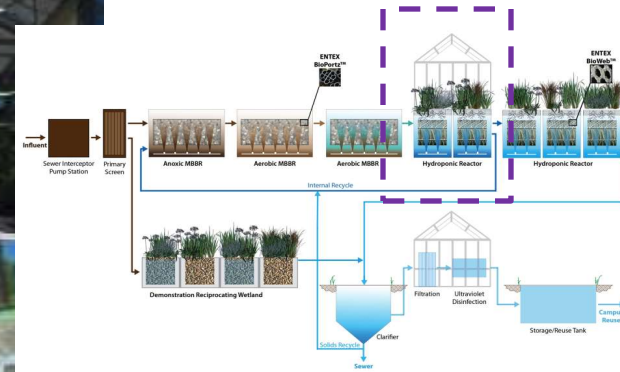 ENTEX
BioPortz™
ENTEX
BioWeb™
Influent
Sewer Interceptor
Pump Station
Primary
Screen
Anoxic MBBR
Aerobic MBBR
Aerobic MBBR
Hydroponic Reactor
Hydroponic Reactor
Internal Recycle
Demonstration Reciprocating Wetland
Filtration
Ultraviolet
Disinfection
Clarifier
Storage/Reuse Tank
Campus
Reuse
Solids Recycle
Sewer